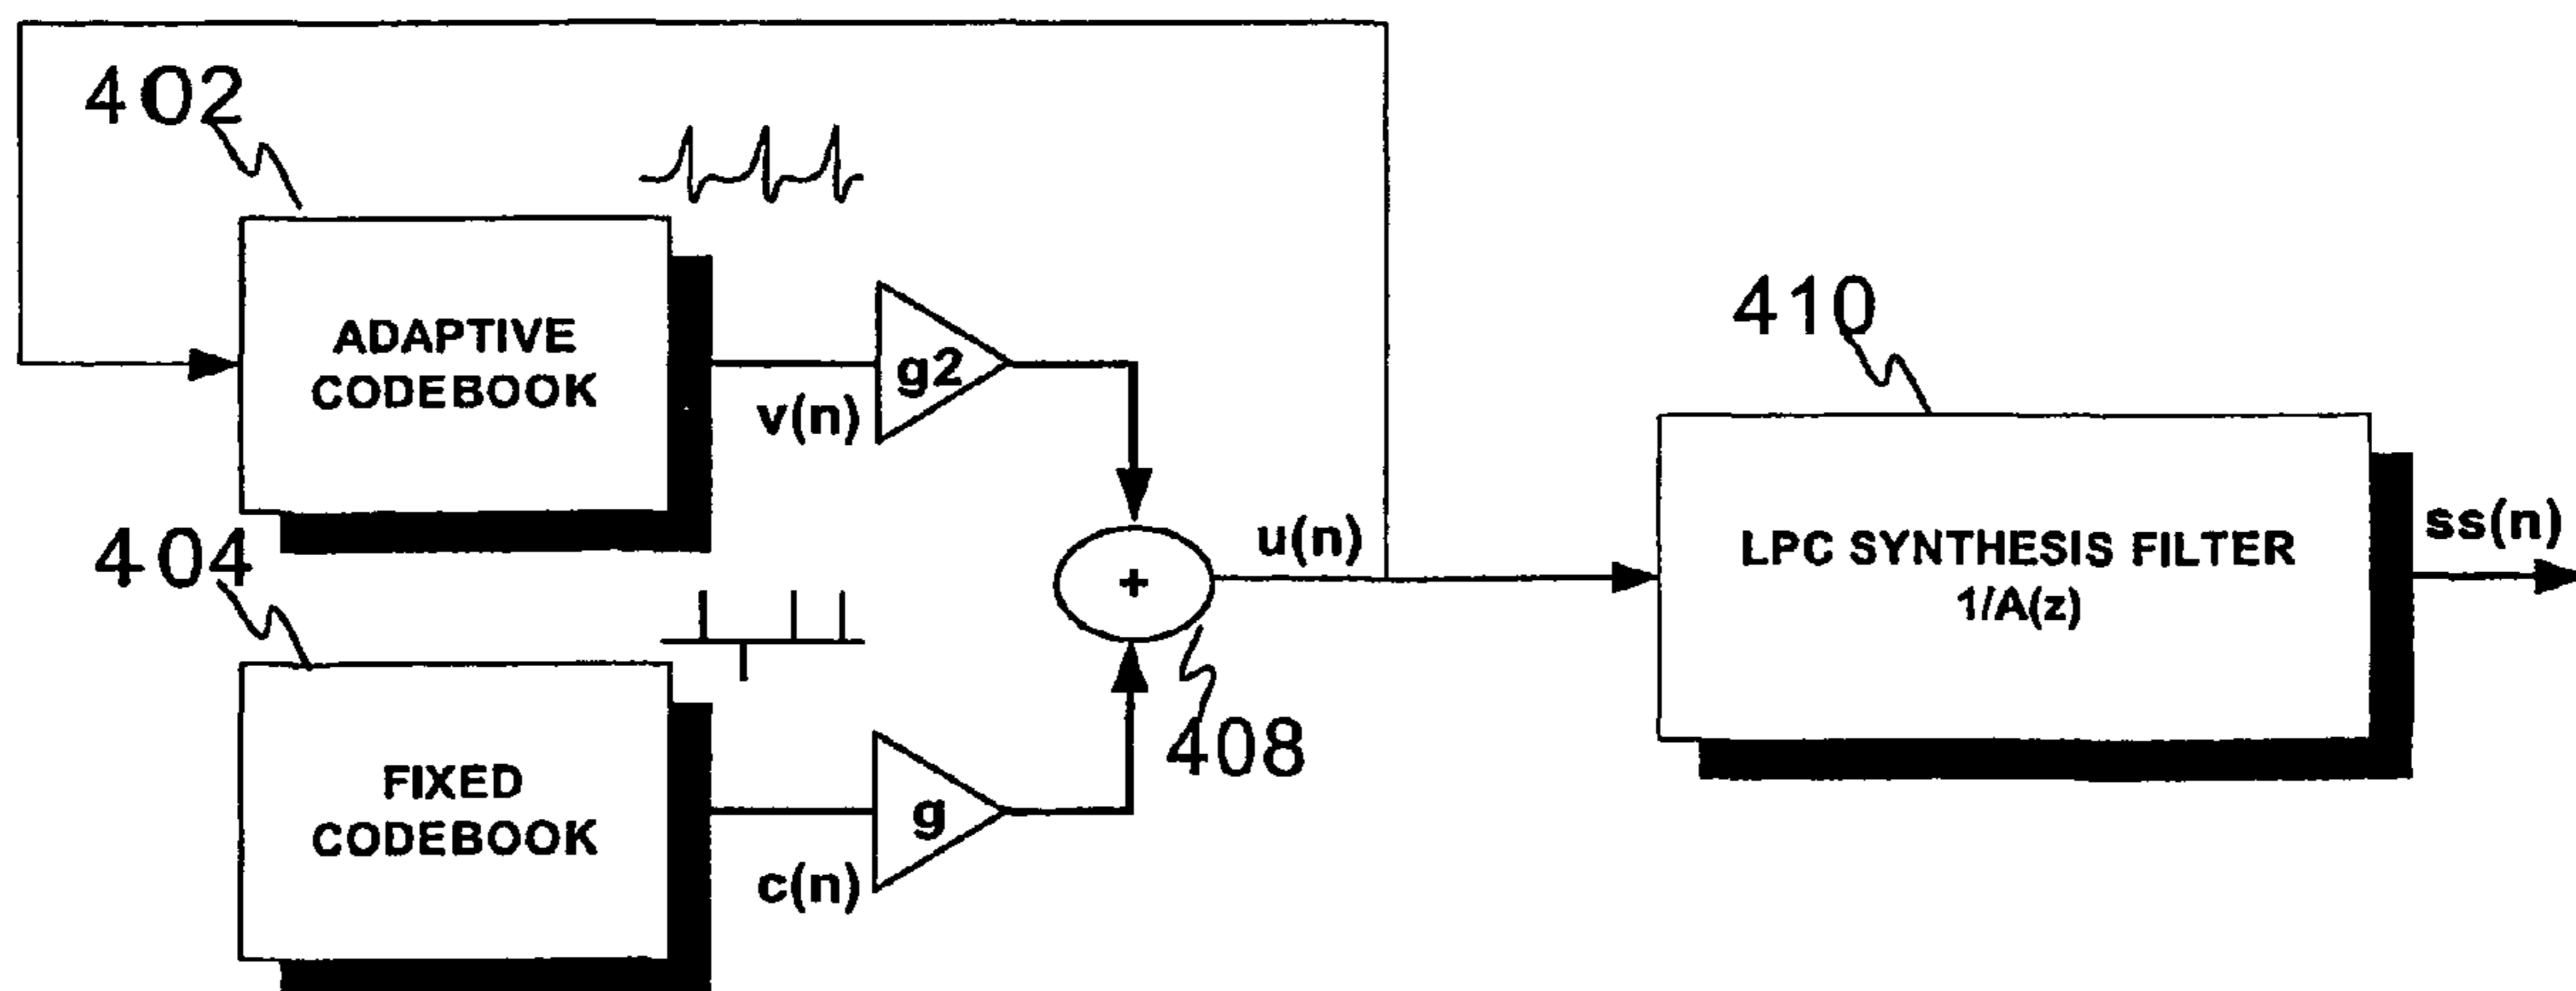 402
ADAPTIVE
CODEBOOK
v(n)
g2
404
FIXED
CODEBOOK
c(n)
g
+
408
u(n)
410
LPC SYNTHESIS FILTER
1/A(z)
ss(n)